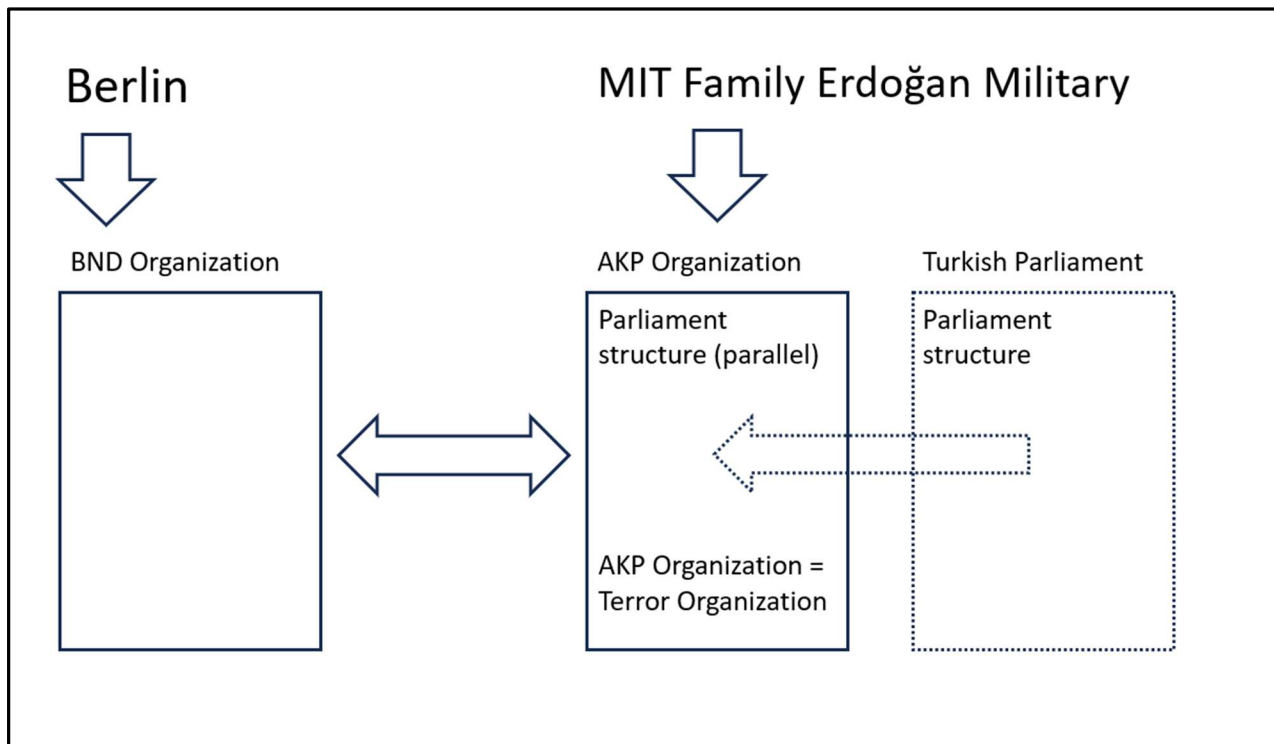 Berlin
MIT Family Erdoğan Military
BND Organization
AKP Organization
Turkish Parliament
Parliament
structure (parallel)
Parliament
structure
AKP Organization =
Terror Organization